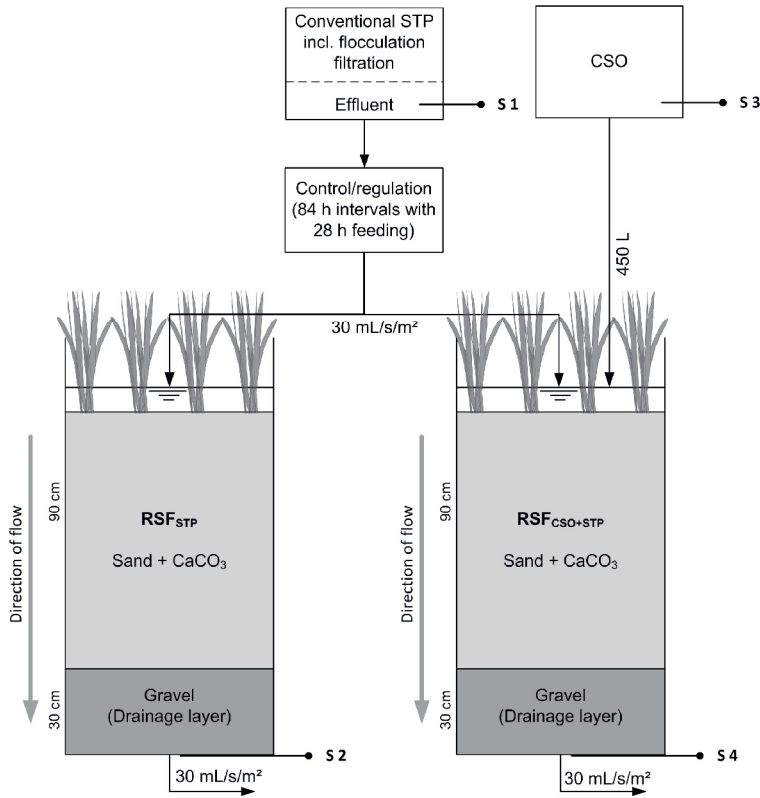 Conventional STP
incl. flocculation
filtration
Effluent
S 1
CSO
S 3
Control/regulation
(84 h intervals with
28 h feeding)
450 L
30 mL/s/m²
Direction of flow
90 cm
RSFSTP
Sand + CaCO₃
30 cm
Gravel
(Drainage layer)
S 2
30 mL/s/m²
Direction of flow
90 cm
RSFCSO+STP
Sand + CaCO₃
30 cm
Gravel
(Drainage layer)
S 4
30 mL/s/m²